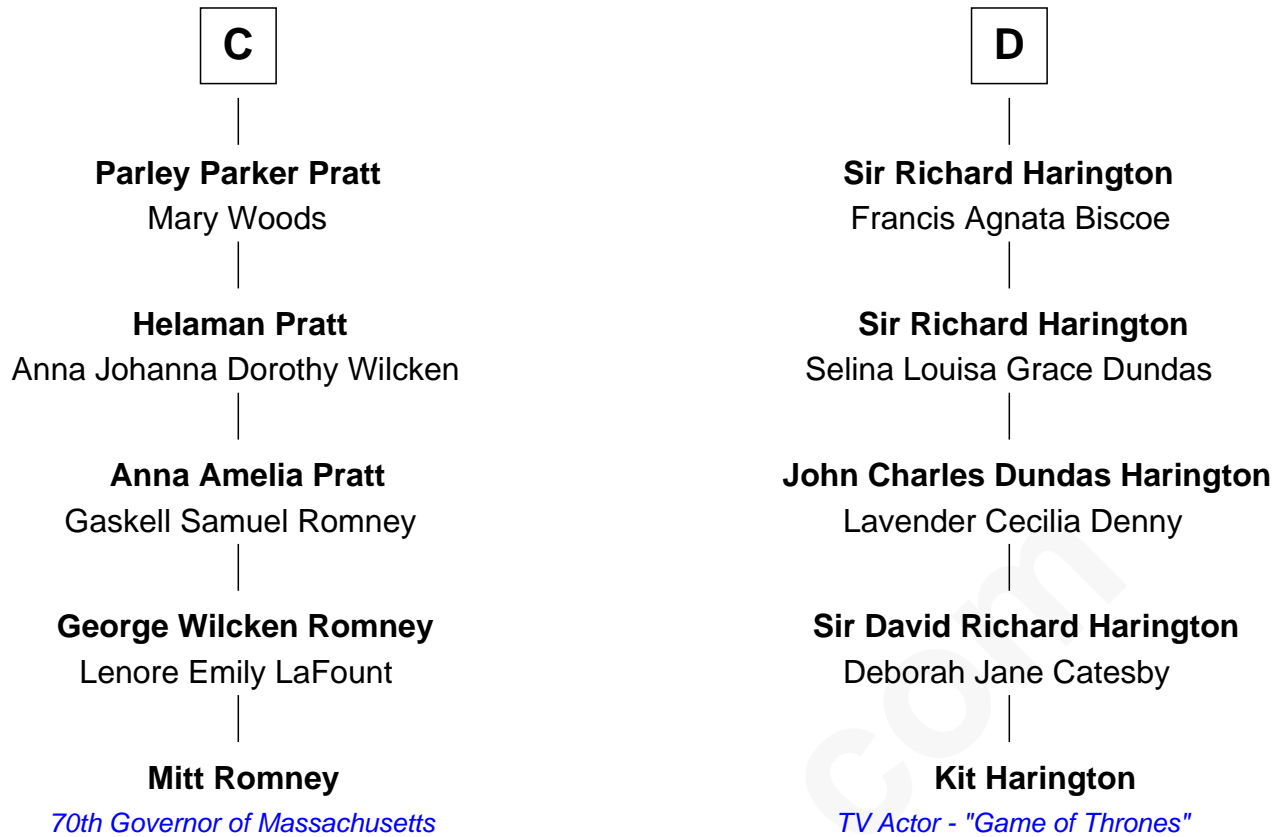 C
Parley Parker Pratt
Mary Woods
Helaman Pratt
Anna Johanna Dorothy Wilcken
Anna Amelia Pratt
Gaskell Samuel Romney
George Wilcken Romney
Lenore Emily LaFount
Mitt Romney
70th Governor of Massachusetts
D
Sir Richard Harington
Francis Agnata Biscoe
Sir Richard Harington
Selina Louisa Grace Dundas
John Charles Dundas Harington
Lavender Cecilia Denny
Sir David Richard Harington
Deborah Jane Catesby
Kit Harington
TV Actor - "Game of Thrones"
com